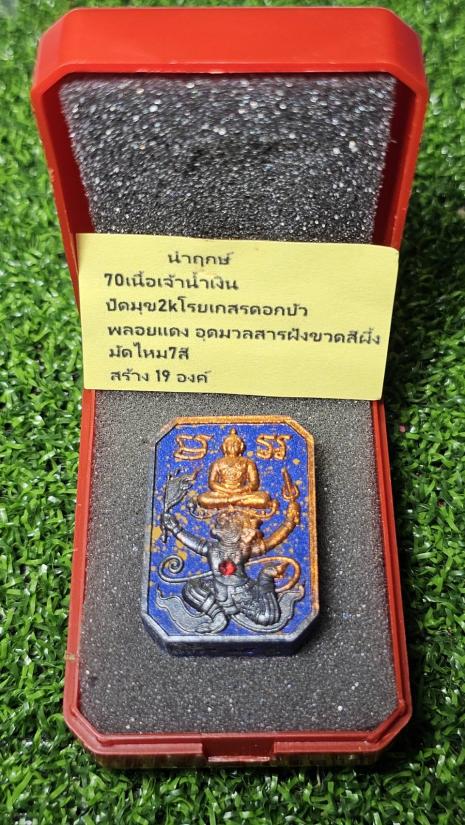 นำฤกษ์
70เนื้อเจ้าน้ำเงิน
ปัดมุข2kโรยเกสรดอกบัว
พลอยแดง อุดมวลสารฝังขวดสีผึ้ง
มัดไหม7สี
สร้าง 19 องค์